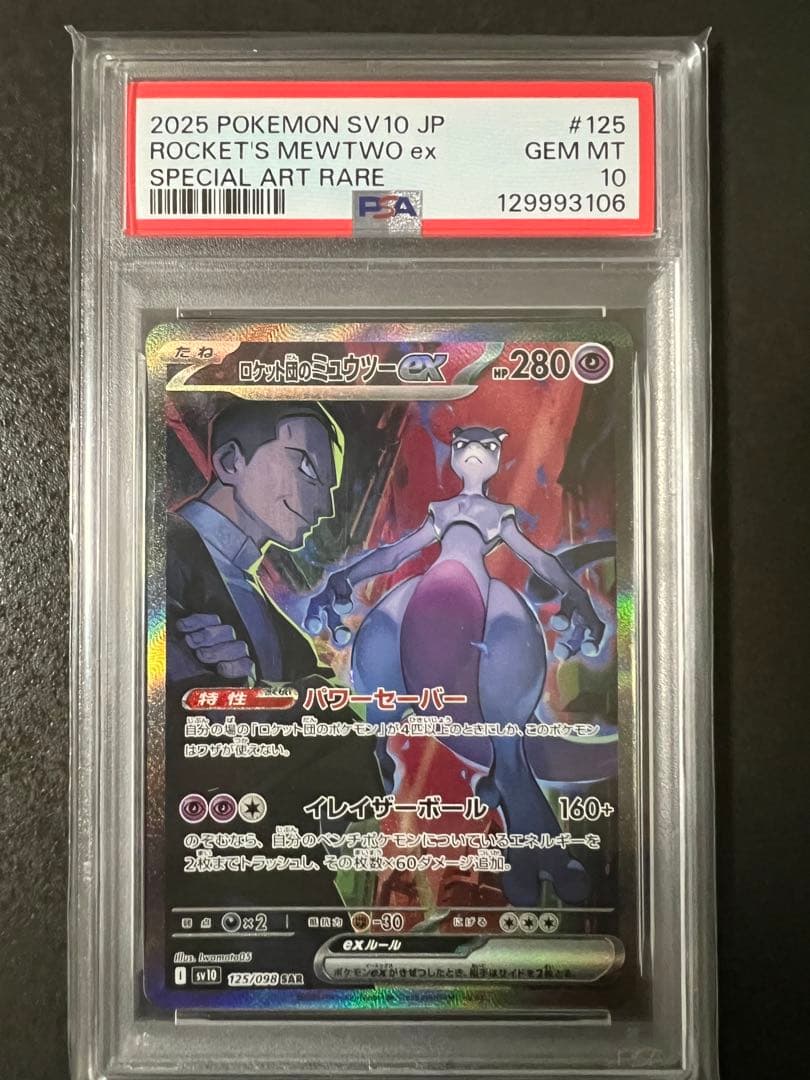 2025 POKEMON SV10 JP #125
ROCKET'S MEWTWO ex GEM MT
SPECIAL ART RARE 10
PSA 129993106
たね ロケット団のミュウツーex HP280
特性 パワーセーバー
自分の場の「ロケット団のポケモン」が4匹以上のときにしか、このポケモン
はワザが使えない。
イレイザーボール 160+
のぞむなら、自分のベンチポケモンについているエネルギーを
2枚までトラッシュし、その枚数×60ダメージ追加。
弱点 ×2 抵抗力 -30 にげる
Illus. Iwamoto05
exルール
I sv10 125/098 SAR
ポケモンexがきぜつしたとき、相手はサイドを2枚とる。